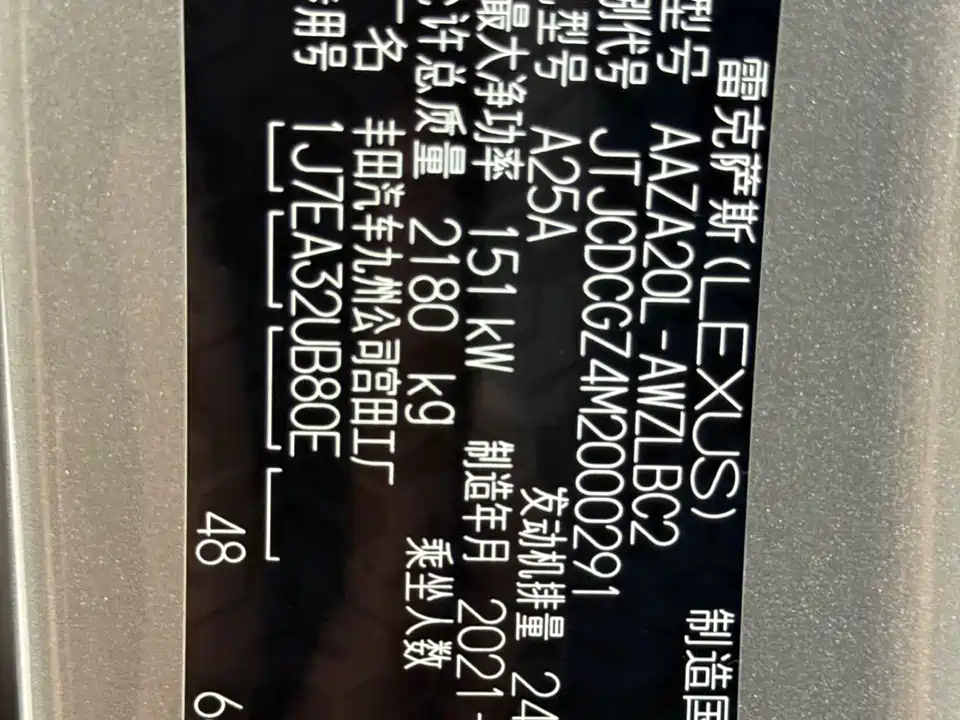 雷克萨斯(LEXUS) 制造国
型号 AAZA20L-AWZLBC2
别代号 JTJCDCGZ4M2000291
型号 A25A 发动机排量 24
最大净功率 151 kW 制造年月 2021-
许总质量 2180 kg 乘坐人数
厂名 丰田汽车九州公司宫田工厂
用号 1J7EA32UB80E
48 6